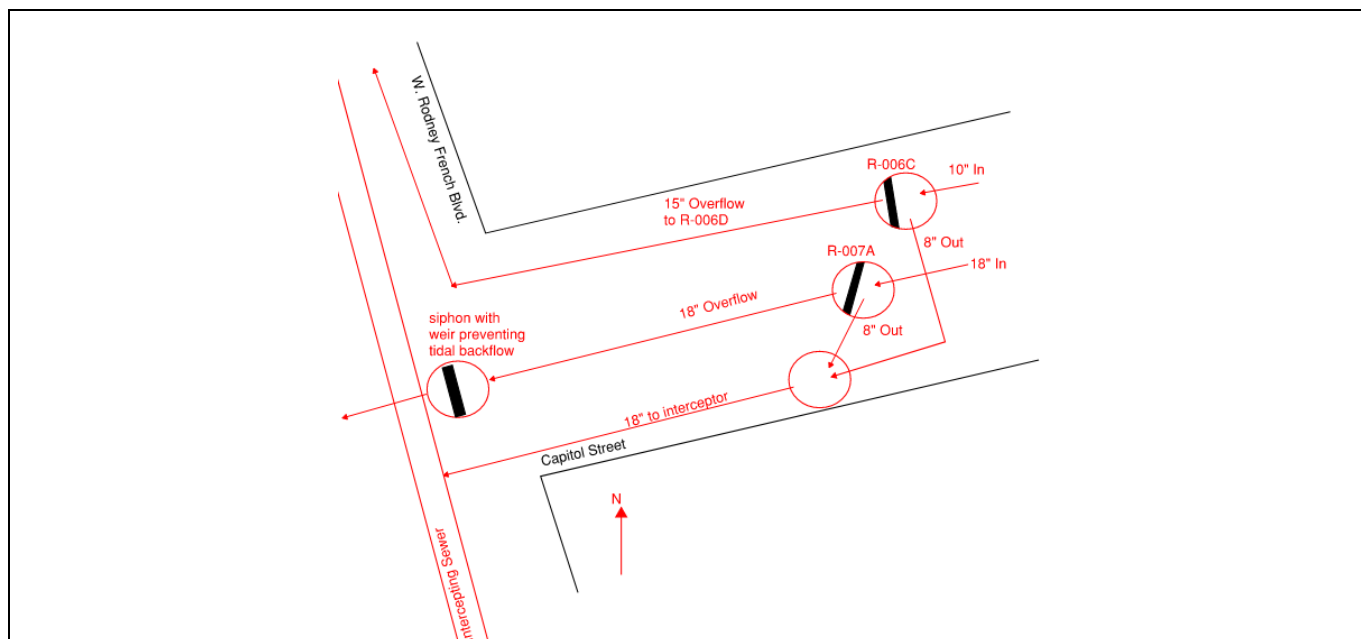 W. Rodney French Blvd.
R-006C
10" In
15" Overflow
to R-006D
8" Out
R-007A
18" In
18" Overflow
8" Out
siphon with
weir preventing
tidal backflow
18" to interceptor
Capitol Street
N
ntercepting Sewer